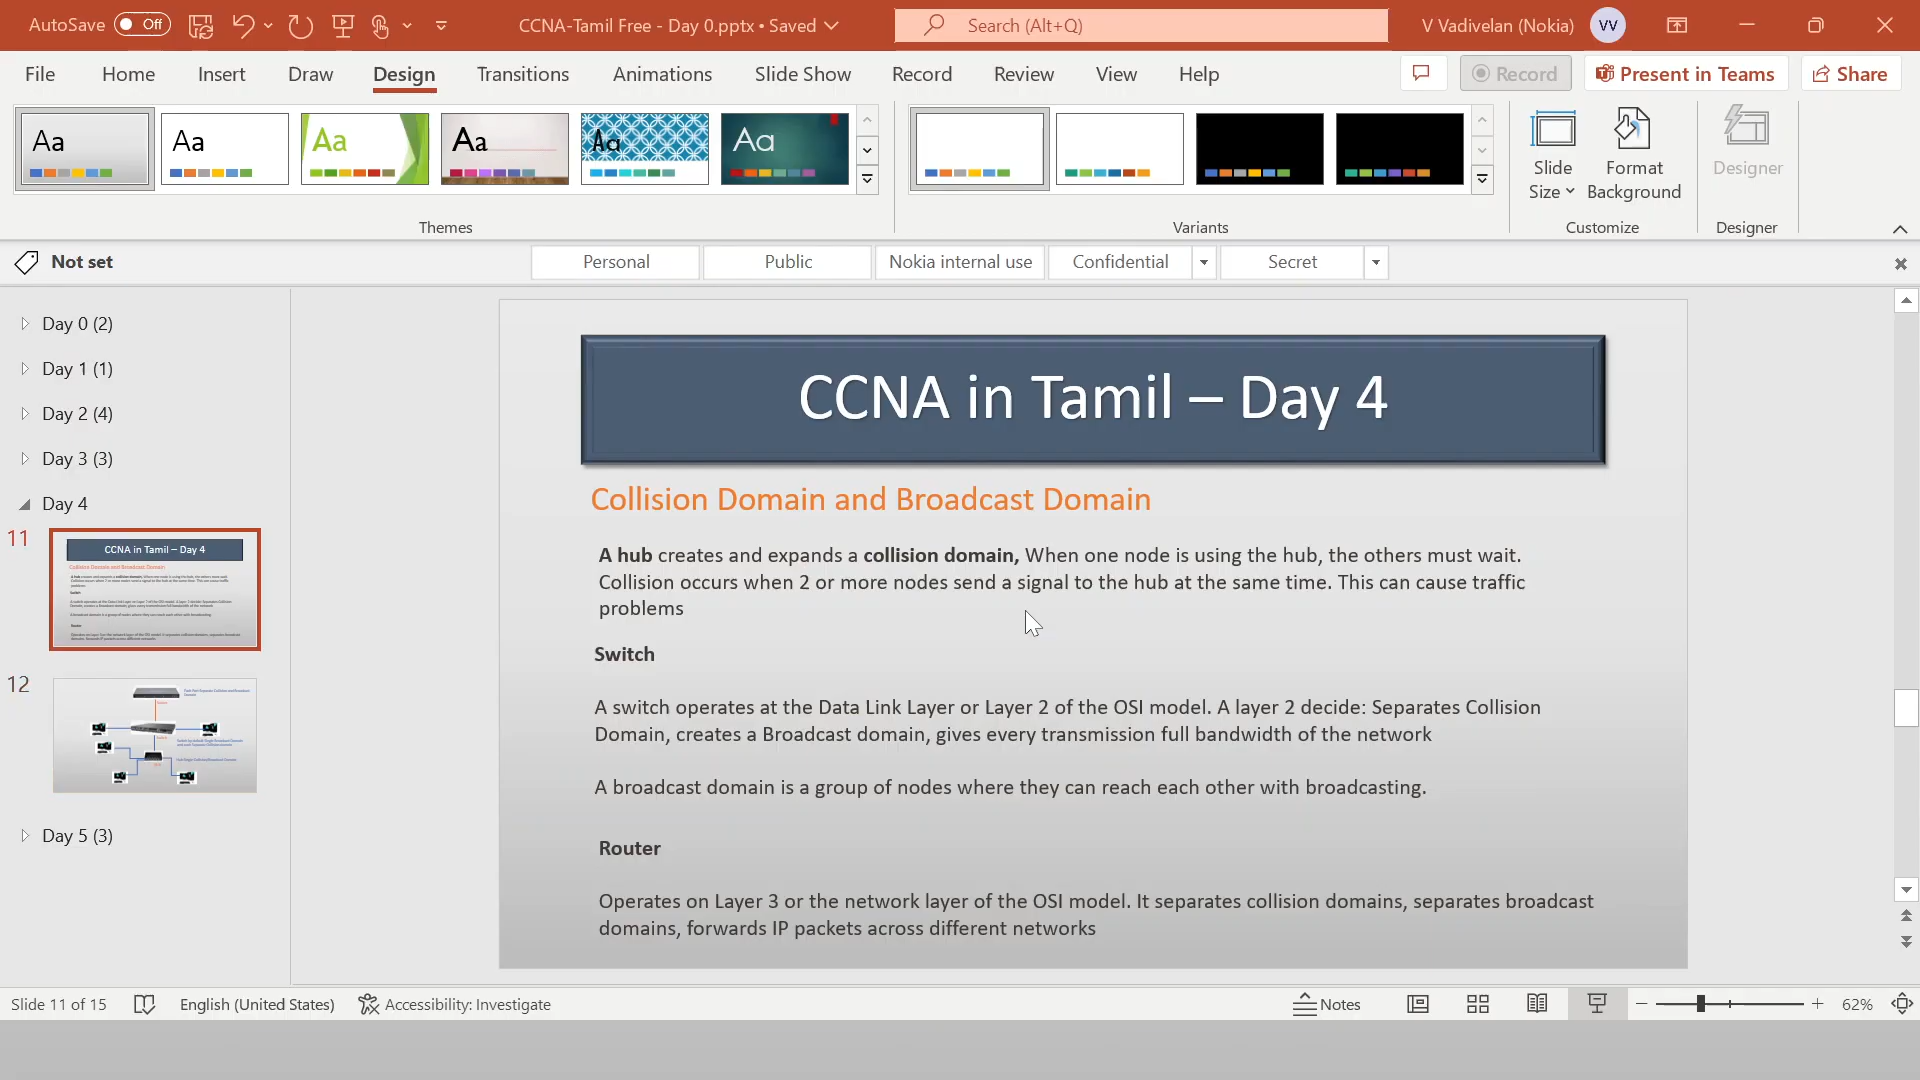 AutoSave Off CCNA-Tamil Free - Day 0.pptx • Saved Search (Alt+Q) V Vadivelan (Nokia) VV
File Home Insert Draw Design Transitions Animations Slide Show Record Review View Help Record Present in Teams Share
Aa Aa Aa Aa Aa Aa
Slide Size Format Background Designer
Themes Variants Customize Designer
Not set Personal Public Nokia internal use Confidential Secret
Day 0 (2)
Day 1 (1)
Day 2 (4)
Day 3 (3)
Day 4
11
CCNA in Tamil – Day 4
Collision Domain and Broadcast Domain
12
Day 5 (3)
CCNA in Tamil – Day 4
Collision Domain and Broadcast Domain
A hub creates and expands a collision domain, When one node is using the hub, the others must wait.
Collision occurs when 2 or more nodes send a signal to the hub at the same time. This can cause traffic
problems
Switch
A switch operates at the Data Link Layer or Layer 2 of the OSI model. A layer 2 decide: Separates Collision
Domain, creates a Broadcast domain, gives every transmission full bandwidth of the network
A broadcast domain is a group of nodes where they can reach each other with broadcasting.
Router
Operates on Layer 3 or the network layer of the OSI model. It separates collision domains, separates broadcast
domains, forwards IP packets across different networks
Slide 11 of 15 English (United States) Accessibility: Investigate Notes 62%